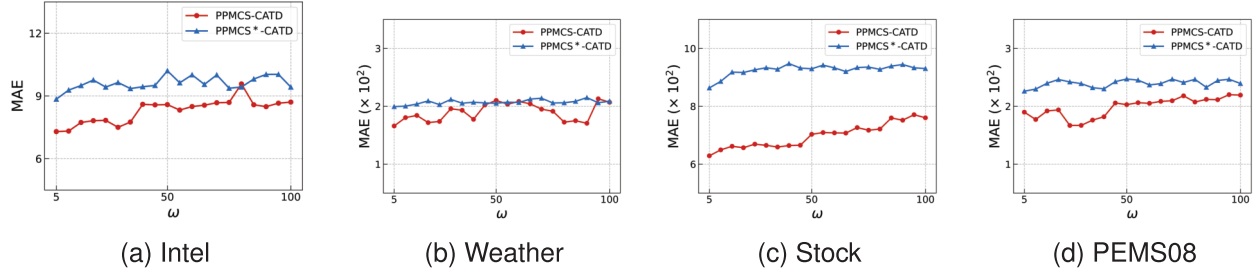 PPMCS-CATD
PPMCS*-CATD
12
9
6
MAE
5
50
100
ω
(a) Intel
PPMCS-CATD
PPMCS*-CATD
3
2
1
MAE (× 10²)
5
50
100
ω
(b) Weather
PPMCS-CATD
PPMCS*-CATD
10
8
6
MAE (× 10²)
5
50
100
ω
(c) Stock
PPMCS-CATD
PPMCS*-CATD
3
2
1
MAE (× 10²)
5
50
100
ω
(d) PEMS08